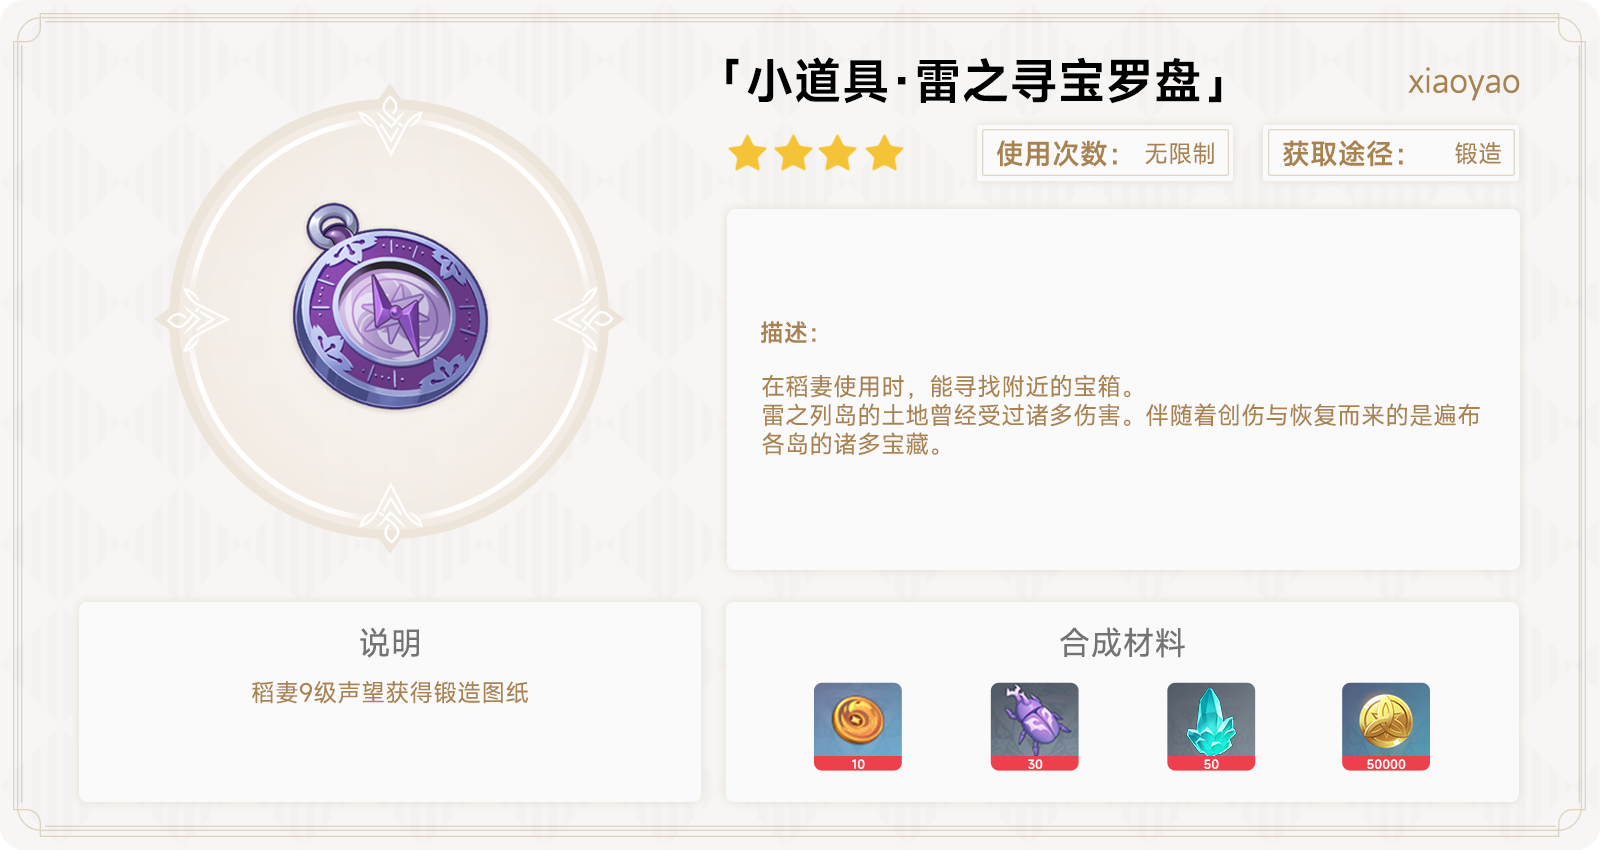 「小道具·雷之寻宝罗盘」
xiaoyao
使用次数： 无限制
获取途径： 锻造
描述：
在稻妻使用时，能寻找附近的宝箱。
雷之列岛的土地曾经受过诸多伤害。伴随着创伤与恢复而来的是遍布
各岛的诸多宝藏。
说明
稻妻9级声望获得锻造图纸
合成材料
10
30
50
50000